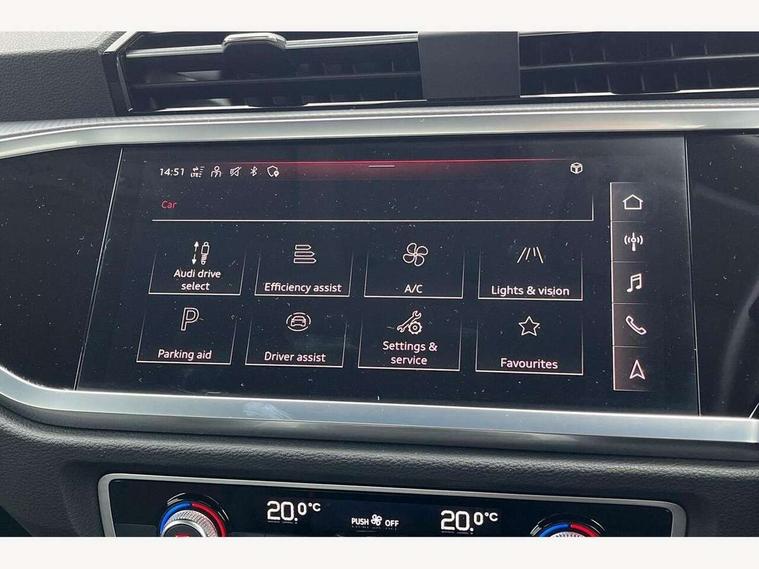 14:51 LTE
Car
Audi drive
select
Efficiency assist
A/C
Lights & vision
P
Parking aid
Driver assist
Settings &
service
Favourites
20.0°C
PUSH OFF
20.0°C